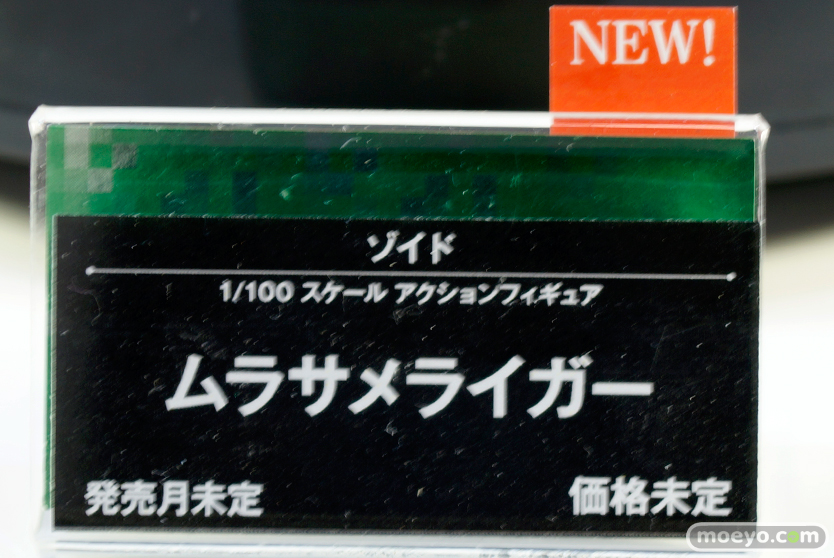 NEW!
ゾイド
1/100 スケール アクションフィギュア
ムラサメライガー
発売月未定
価格未定
moeyo.com